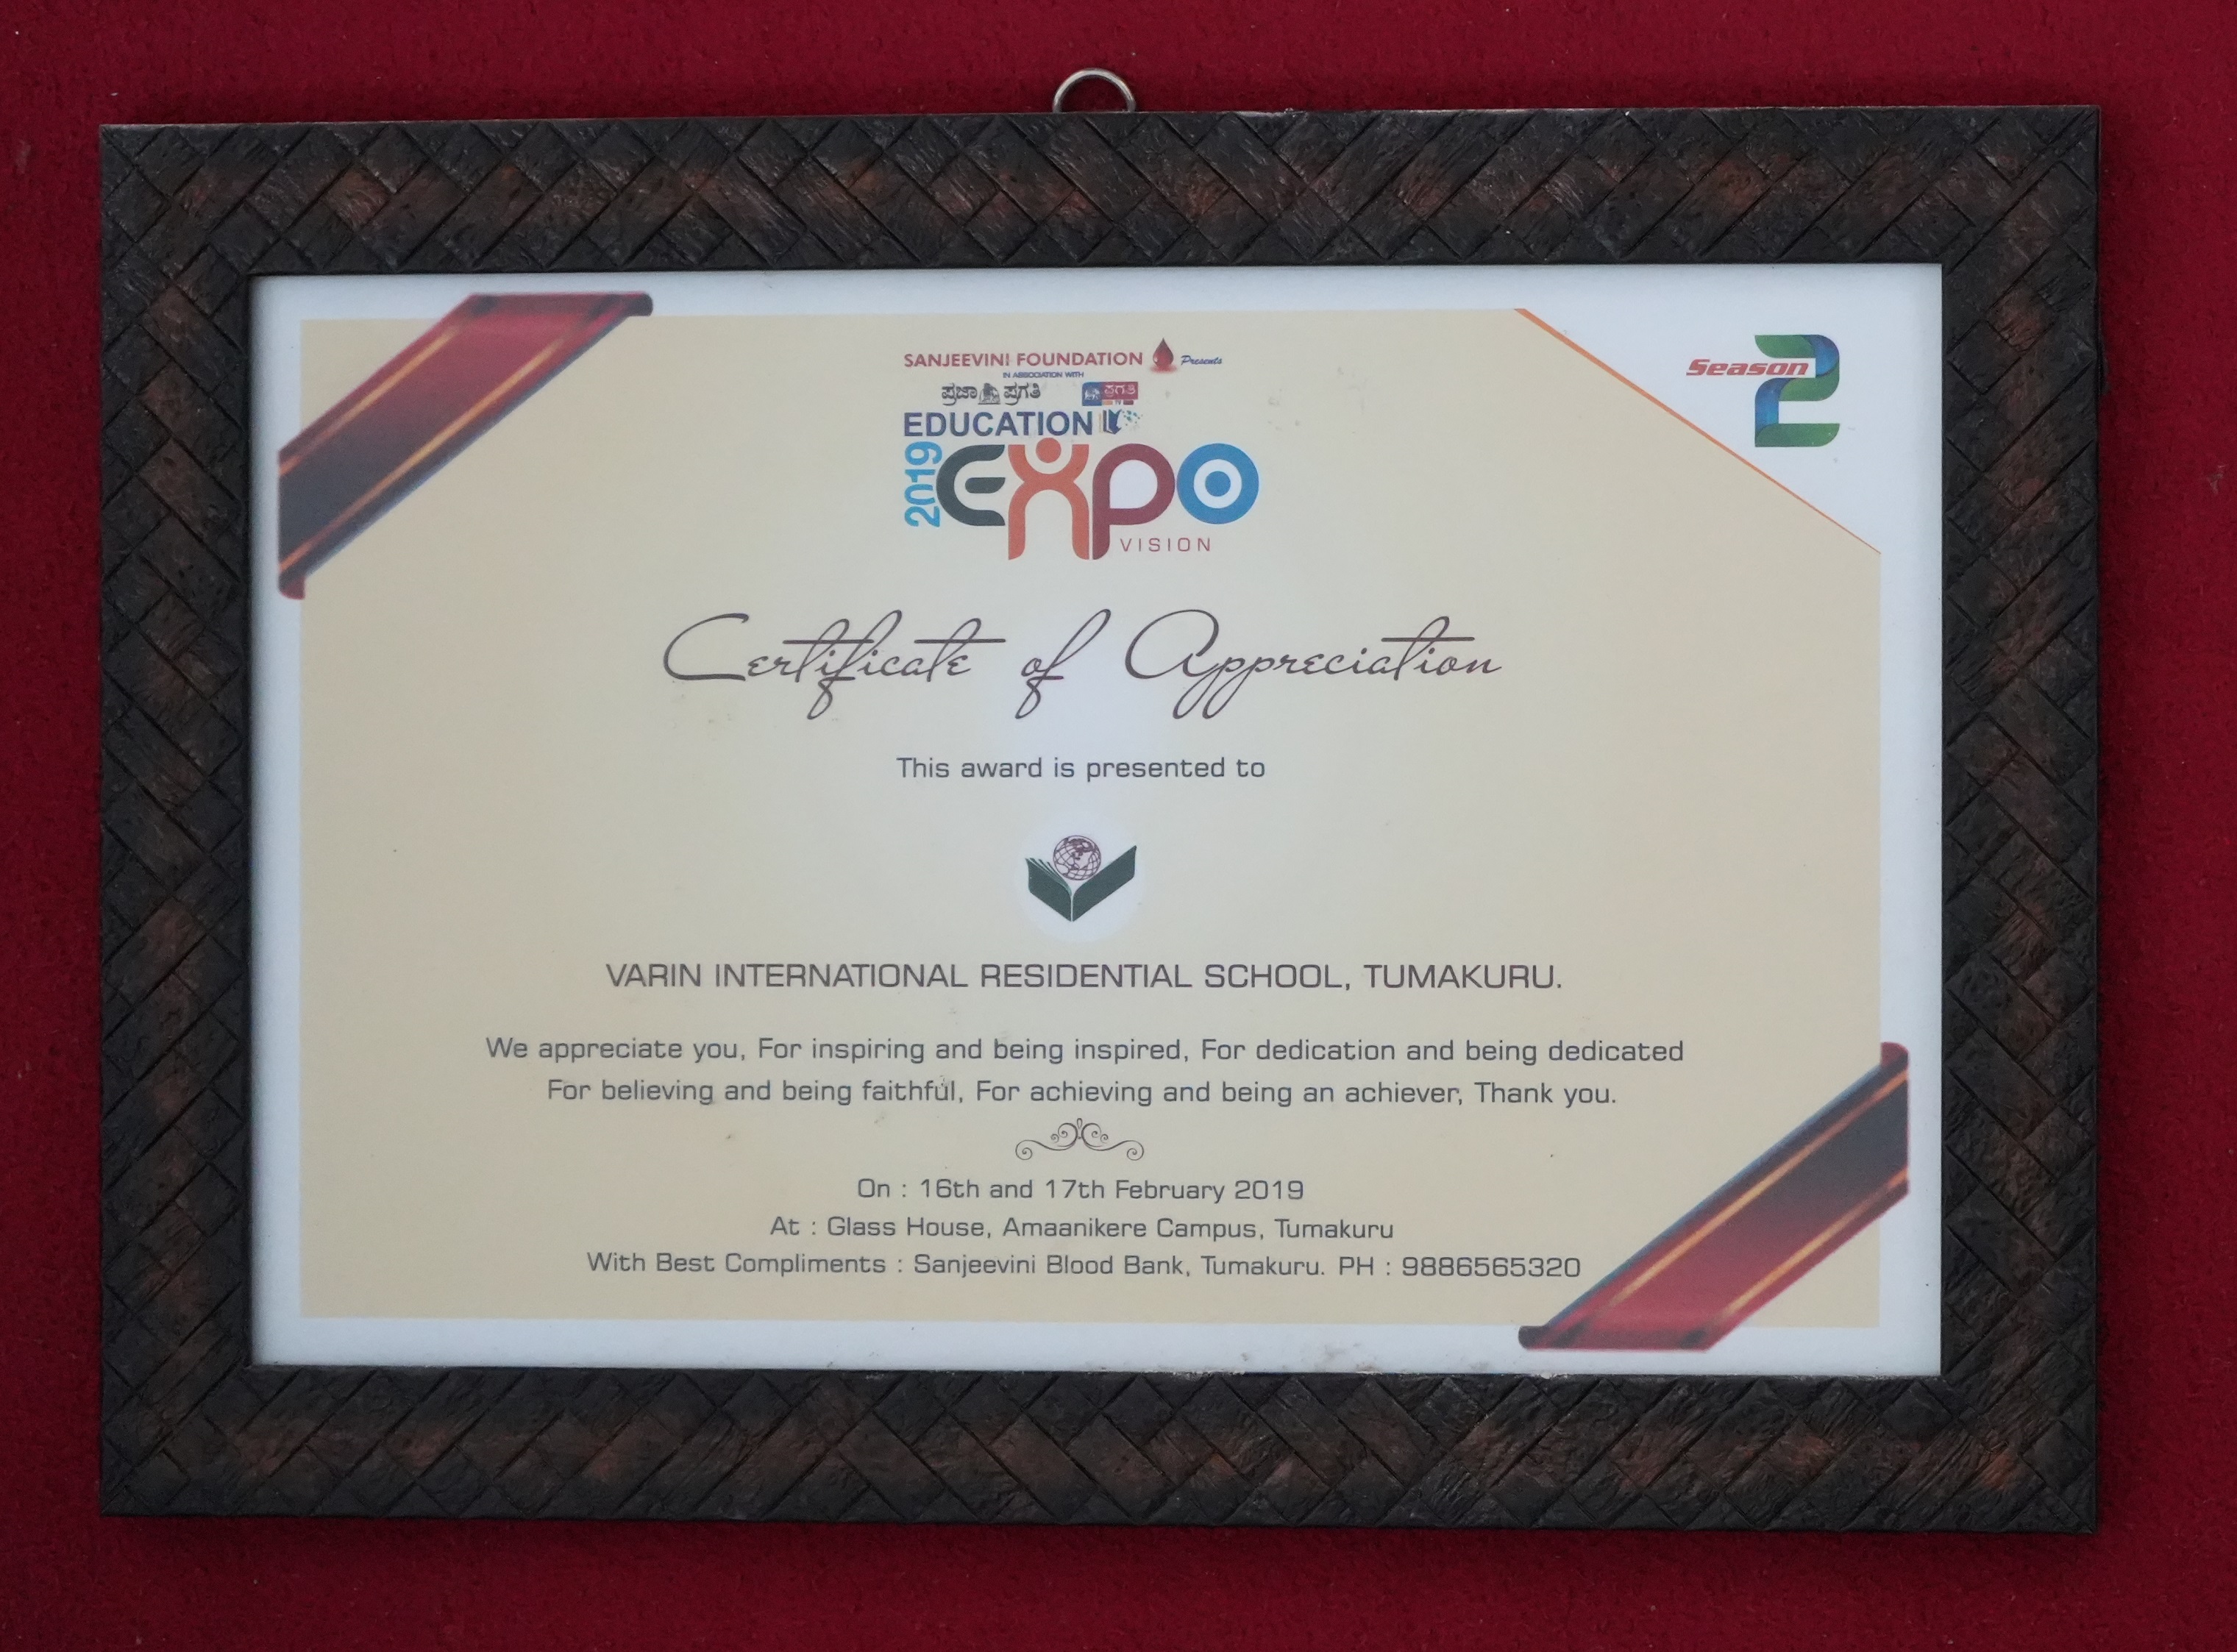 SANJEEVINI FOUNDATION Presents
IN ASSOCIATION WITH
ಪ್ರಜಾ ಪ್ರಗತಿ ಪ್ರಗತಿ
EDUCATION
2019 EXPO
VISION
Season 2
Certificate of Appreciation
This award is presented to
VARIN INTERNATIONAL RESIDENTIAL SCHOOL, TUMAKURU.
We appreciate you, For inspiring and being inspired, For dedication and being dedicated
For believing and being faithful, For achieving and being an achiever, Thank you.
On : 16th and 17th February 2019
At : Glass House, Amaanikere Campus, Tumakuru
With Best Compliments : Sanjeevini Blood Bank, Tumakuru. PH : 9886565320